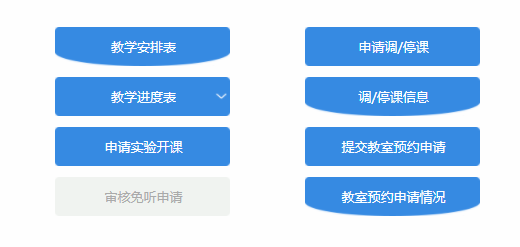 教学安排表
申请调/停课
教学进度表
调/停课信息
申请实验开课
提交教室预约申请
审核免听申请
教室预约申请情况